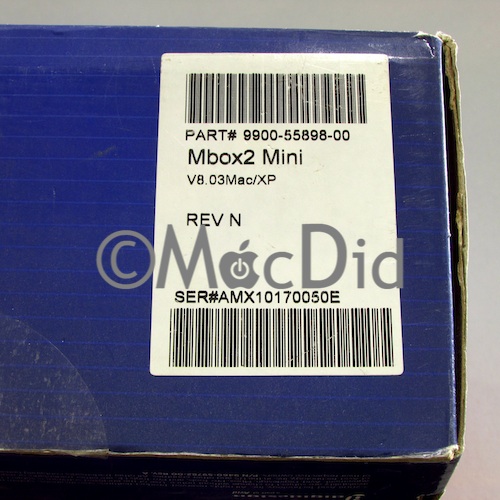 PART# 9900-55898-00
Mbox2 Mini
V8.03Mac/XP
REV N
©MacDid
SER#AMX10170050E